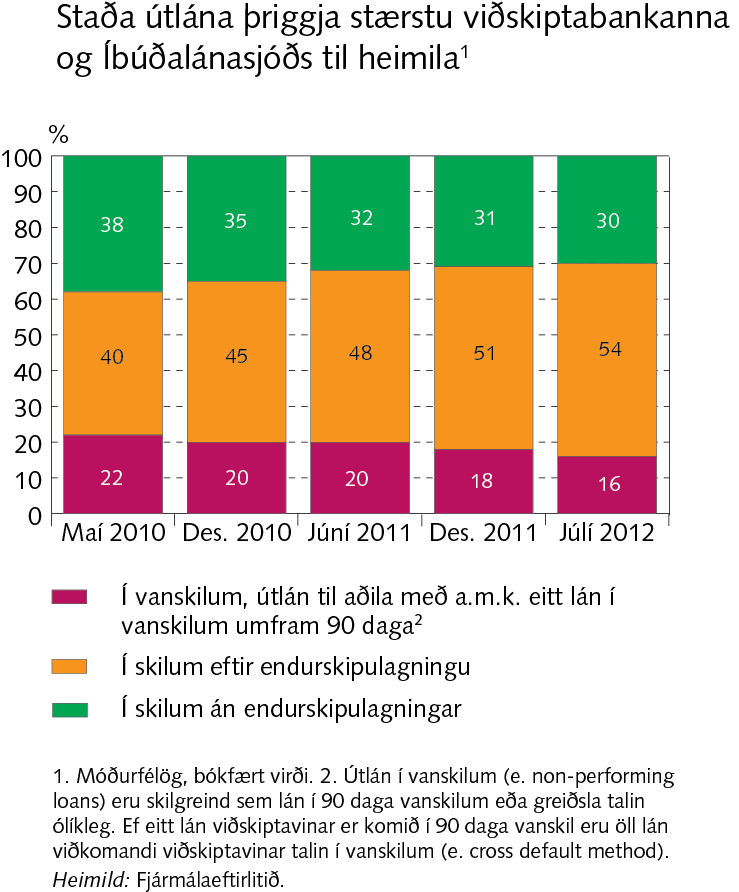 Staða útlána þriggja stærstu viðskiptabankanna
og Íbúðalánasjóðs til heimila¹
%
100
90
80
70
60
50
40
30
20
10
0
38 35 32 31 30
40 45 48 51 54
22 20 20 18 16
Maí 2010 Des. 2010 Júní 2011 Des. 2011 Júlí 2012
Í vanskilum, útlán til aðila með a.m.k. eitt lán í
vanskilum umfram 90 daga²
Í skilum eftir endurskipulagningu
Í skilum án endurskipulagningar
1. Móðurfélög, bókfært virði. 2. Útlán í vanskilum (e. non-performing
loans) eru skilgreind sem lán í 90 daga vanskilum eða greiðsla talin
ólíkleg. Ef eitt lán viðskiptavinar er komið í 90 daga vanskil eru öll lán
viðkomandi viðskiptavinar talin í vanskilum (e. cross default method).
Heimild: Fjármálaeftirlitið.